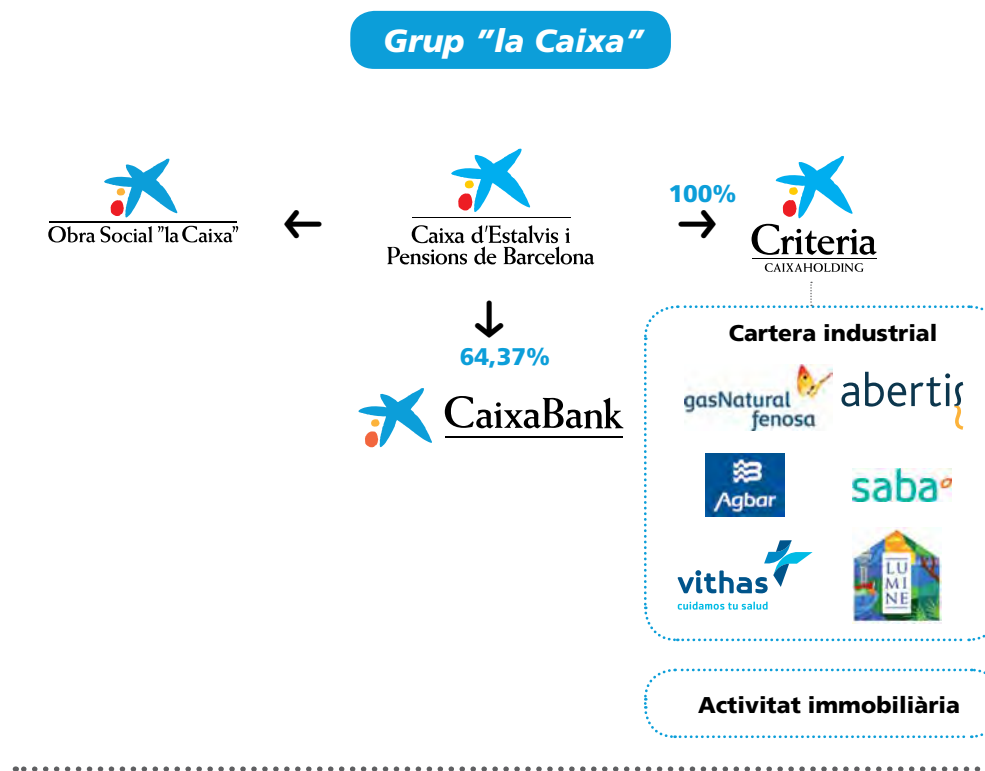 Grup ”la Caixa”
Obra Social ”la Caixa”
Caixa d'Estalvis i
Pensions de Barcelona
100%
Criteria
CAIXAHOLDING
64,37%
CaixaBank
Cartera industrial
gasNatural
fenosa
abertis
Agbar
saba
vithas
cuidamos tu salud
LU
MI
NE
Activitat immobiliària